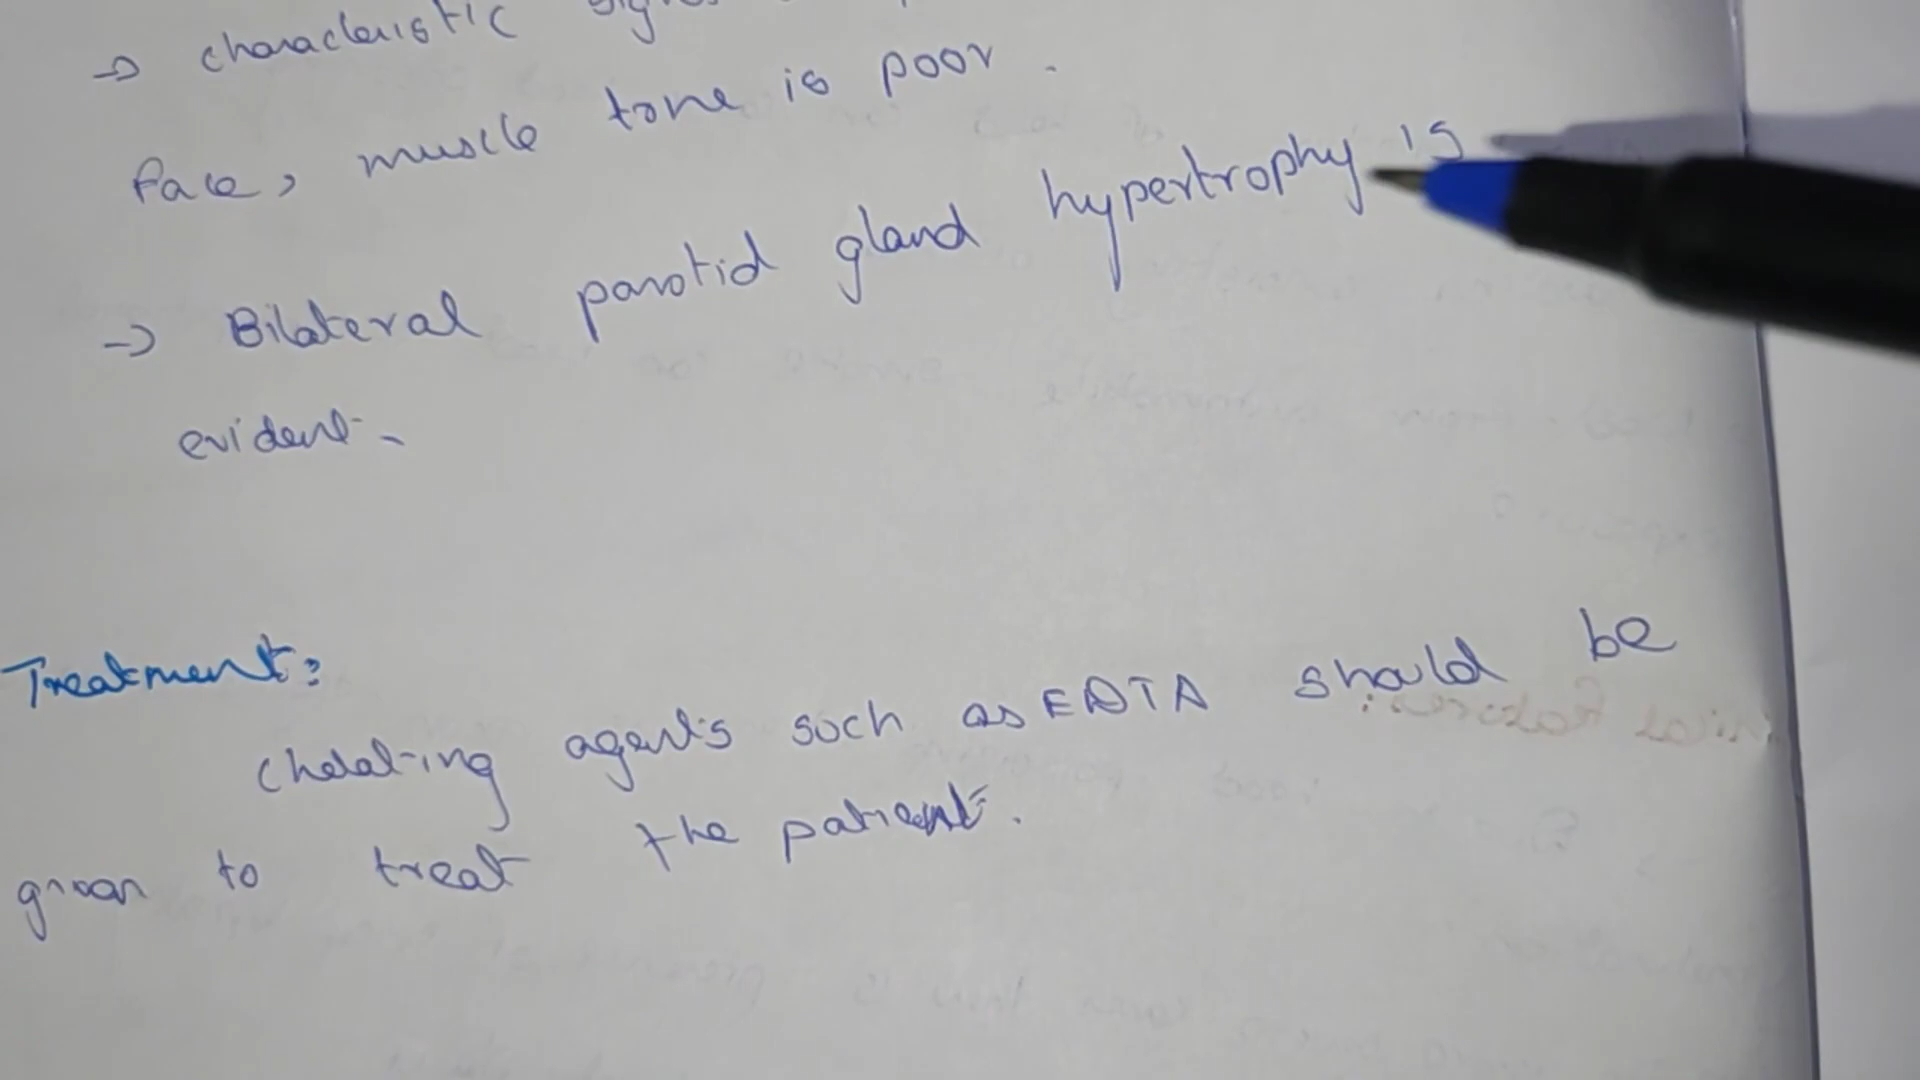 → characteristic
face, muscle tone is poor.
→ Bilateral parotid gland hypertrophy is
evident.
Treatment:
Chelating agents such as EDTA should be
given to treat the patient.